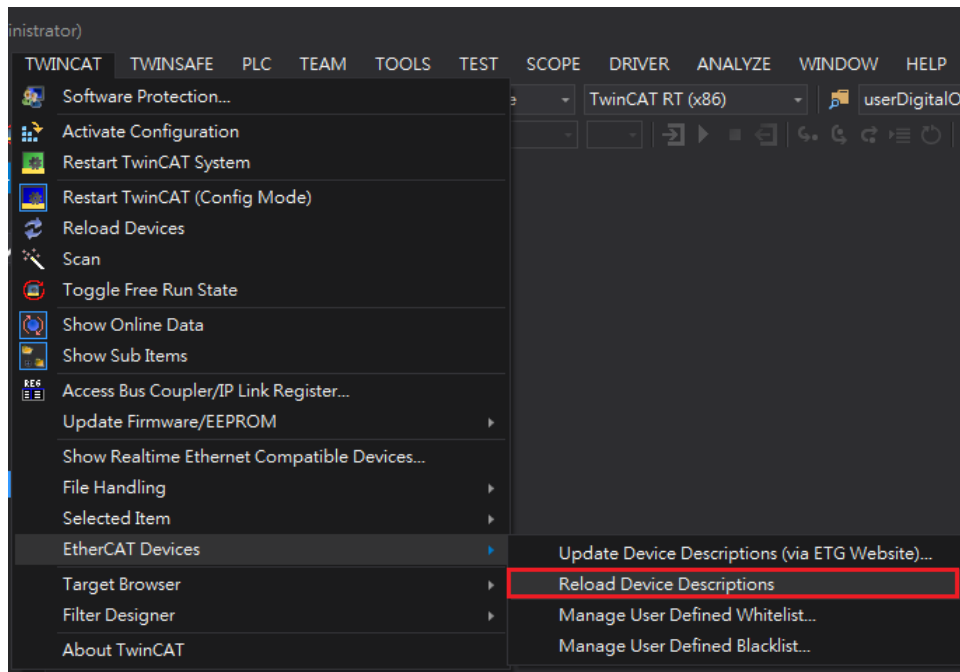 inistrator)
TWINCAT TWINSAFE PLC TEAM TOOLS TEST SCOPE DRIVER ANALYZE WINDOW HELP
Software Protection...
e TwinCAT RT (x86) userDigitalO
Activate Configuration
Restart TwinCAT System
Restart TwinCAT (Config Mode)
Reload Devices
Scan
Toggle Free Run State
Show Online Data
Show Sub Items
REG
Access Bus Coupler/IP Link Register...
Update Firmware/EEPROM
Show Realtime Ethernet Compatible Devices...
File Handling
Selected Item
EtherCAT Devices
Update Device Descriptions (via ETG Website)...
Target Browser
Reload Device Descriptions
Filter Designer
Manage User Defined Whitelist...
About TwinCAT
Manage User Defined Blacklist...